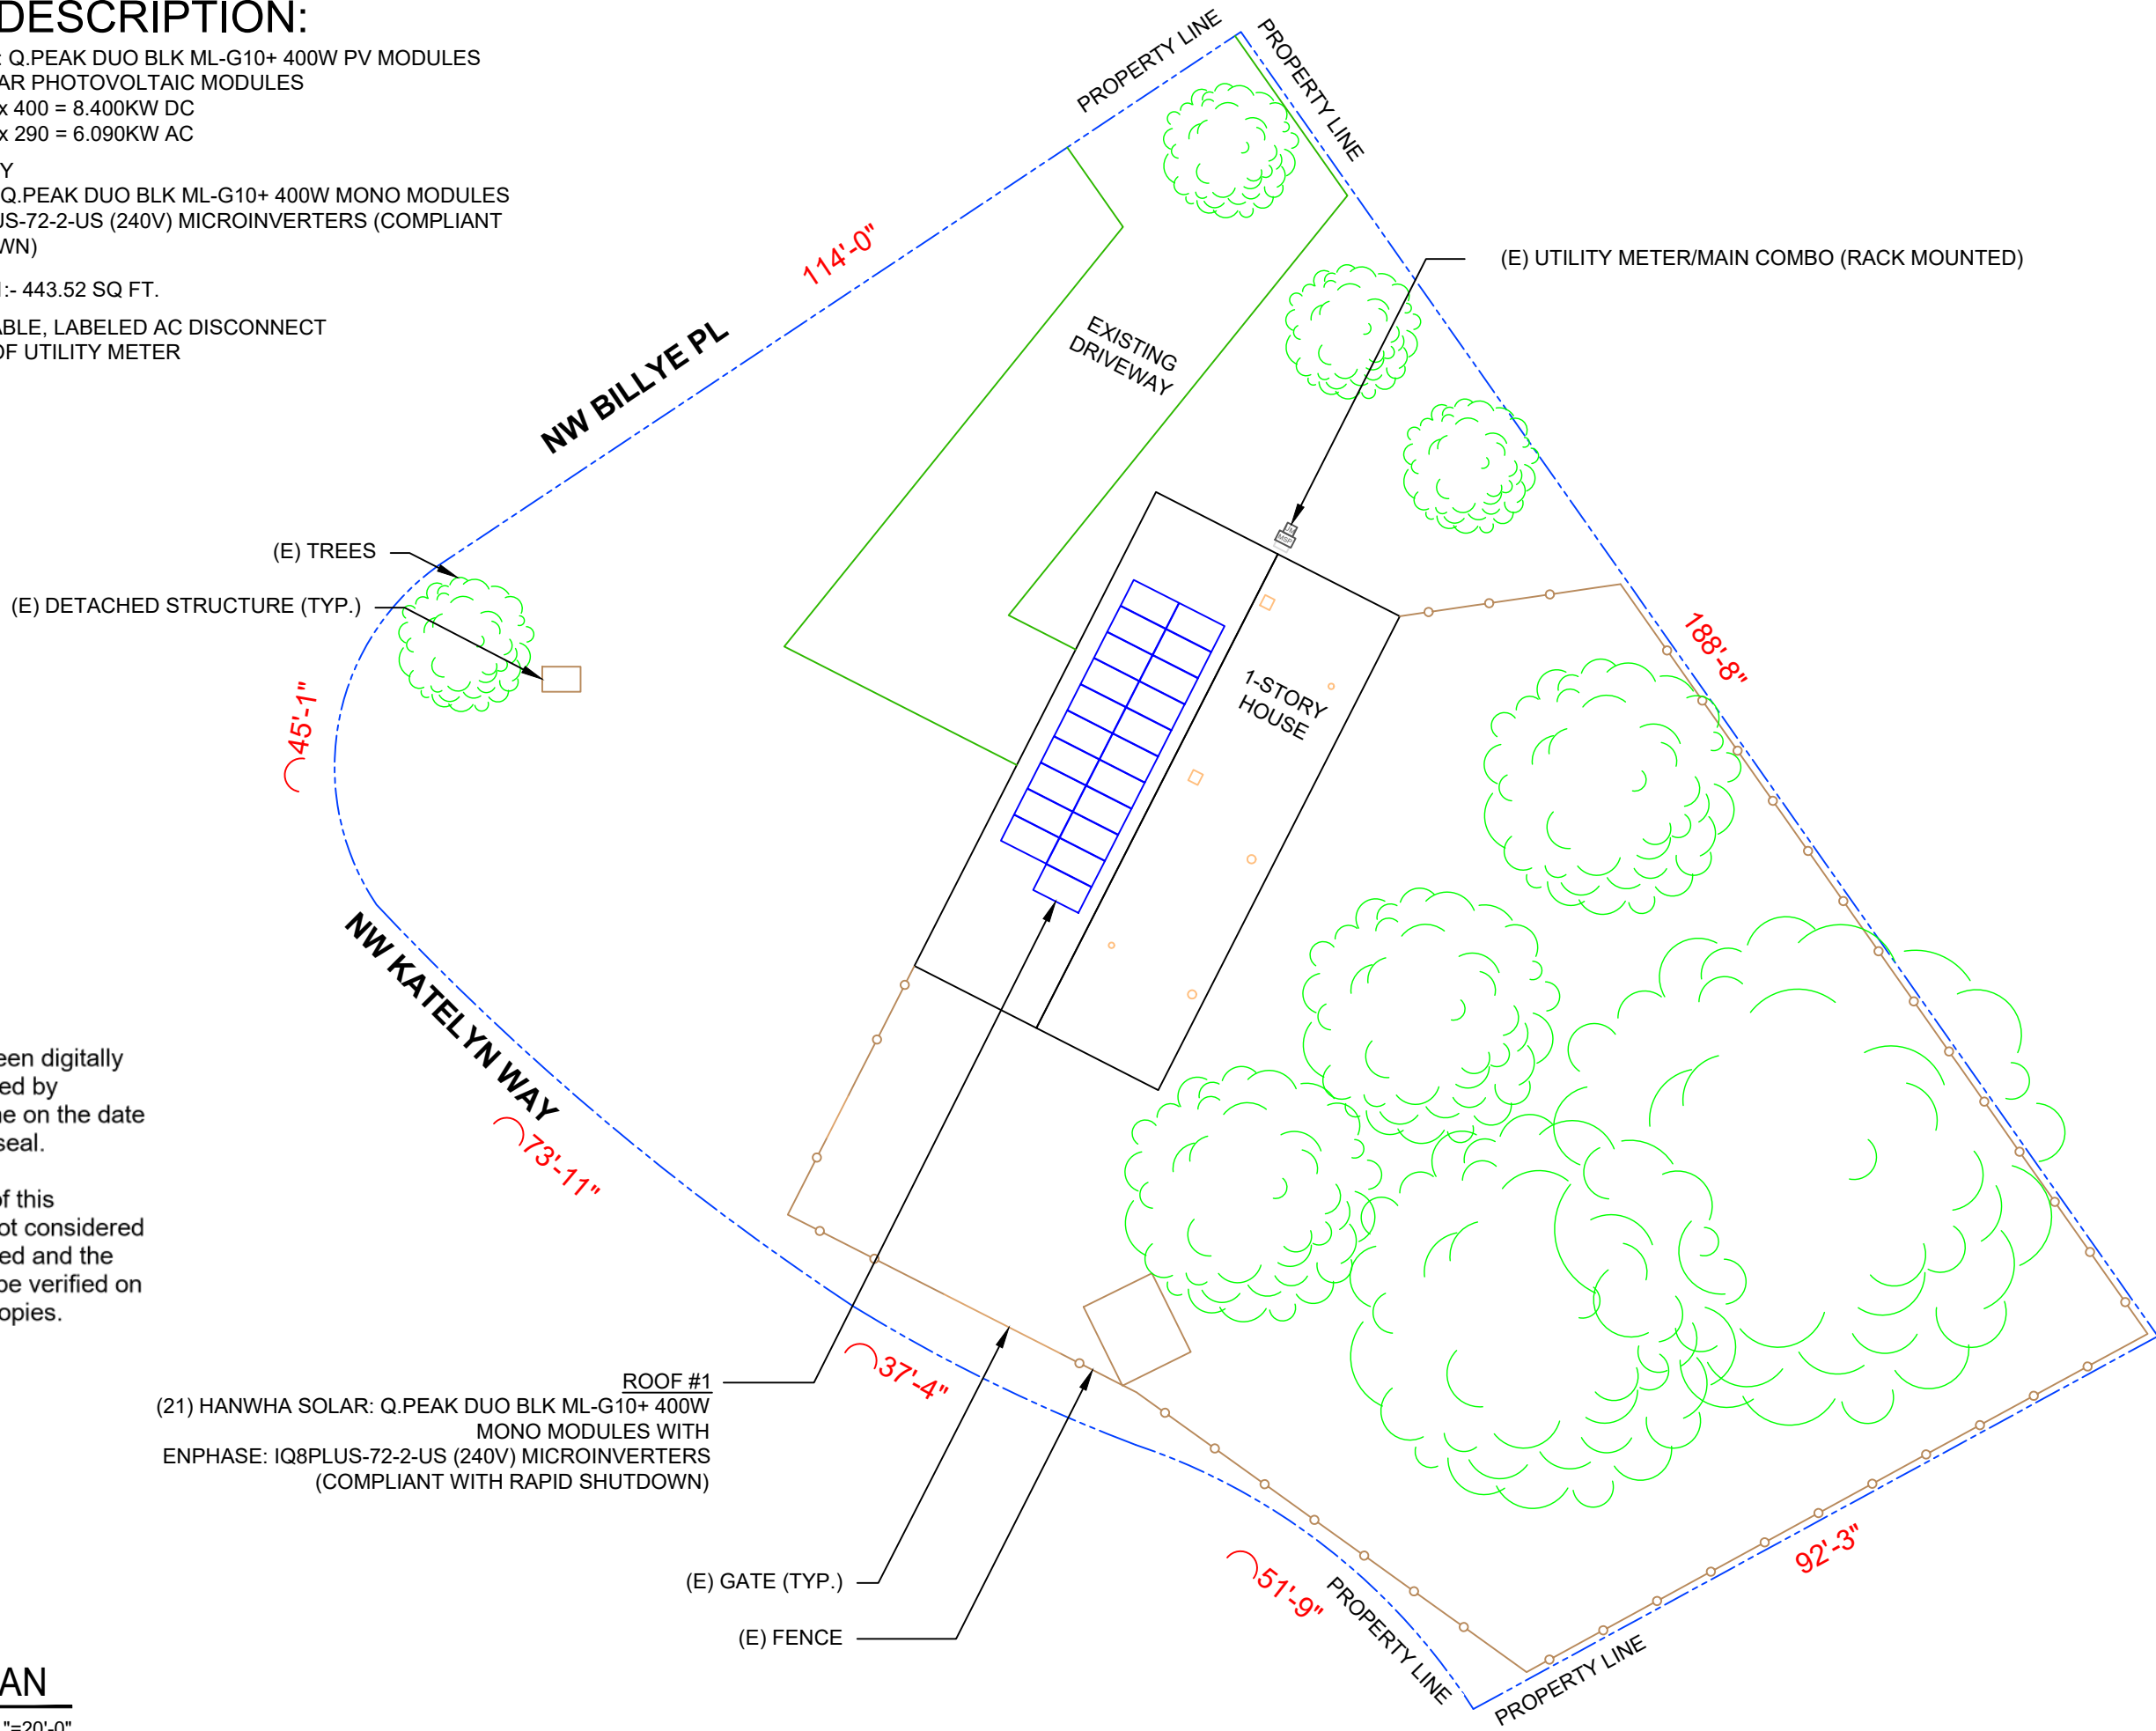 DESCRIPTION:
: Q.PEAK DUO BLK ML-G10+ 400W PV MODULES
AR PHOTOVOLTAIC MODULES
x 400 = 8.400KW DC
x 290 = 6.090KW AC
Y
Q.PEAK DUO BLK ML-G10+ 400W MONO MODULES
US-72-2-US (240V) MICROINVERTERS (COMPLIANT
WN)
1:- 443.52 SQ FT.
ABLE, LABELED AC DISCONNECT
OF UTILITY METER
PROPERTY LINE
PROPERTY LINE
114'-0"
(E) UTILITY METER/MAIN COMBO (RACK MOUNTED)
EXISTING
DRIVEWAY
NW BILLYE PL
UM
MSP
(E) TREES
(E) DETACHED STRUCTURE (TYP.)
188'-8"
1-STORY
HOUSE
45'-1"
NW KATELYN WAY
73'-11"
een digitally
ed by
ne on the date
seal.
of this
ot considered
ed and the
be verified on
opies.
37'-4"
ROOF #1
(21) HANWHA SOLAR: Q.PEAK DUO BLK ML-G10+ 400W
MONO MODULES WITH
ENPHASE: IQ8PLUS-72-2-US (240V) MICROINVERTERS
(COMPLIANT WITH RAPID SHUTDOWN)
92'-3"
(E) GATE (TYP.)
51'-9"
(E) FENCE
PROPERTY LINE
PROPERTY LINE
AN
"=20'-0"